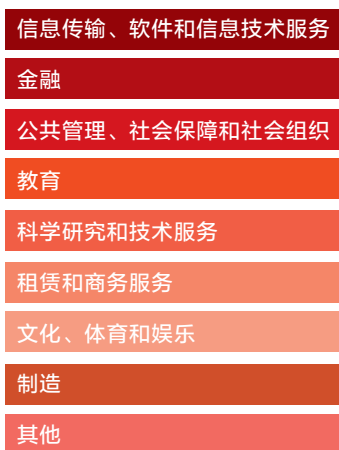 信息传输、软件和信息技术服务
金融
公共管理、社会保障和社会组织
教育
科学研究和技术服务
租赁和商务服务
文化、体育和娱乐
制造
其他